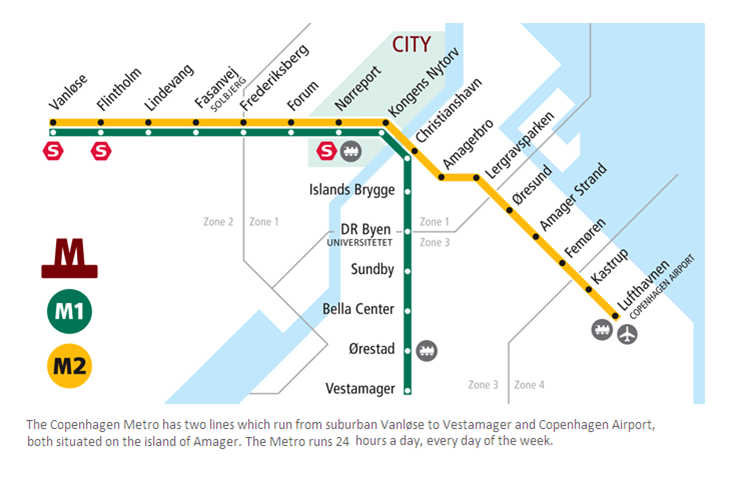 CITY
Vanløse
Flintholm
Lindevang
Fasanvej
SOLBJERG
Frederiksberg
Forum
Nørreport
Kongens Nytorv
Christianshavn
Amagerbro
Lergravsparken
Øresund
Amager Strand
Femøren
Kastrup
Lufthavnen
COPENHAGEN AIRPORT
S
S
S
Islands Brygge
Zone 2
Zone 1
DR Byen
UNIVERSITETET
Zone 1
Zone 3
Sundby
Bella Center
Ørestad
Vestamager
Zone 3
Zone 4
M
M1
M2
The Copenhagen Metro has two lines which run from suburban Vanløse to Vestamager and Copenhagen Airport,
both situated on the island of Amager. The Metro runs 24 hours a day, every day of the week.